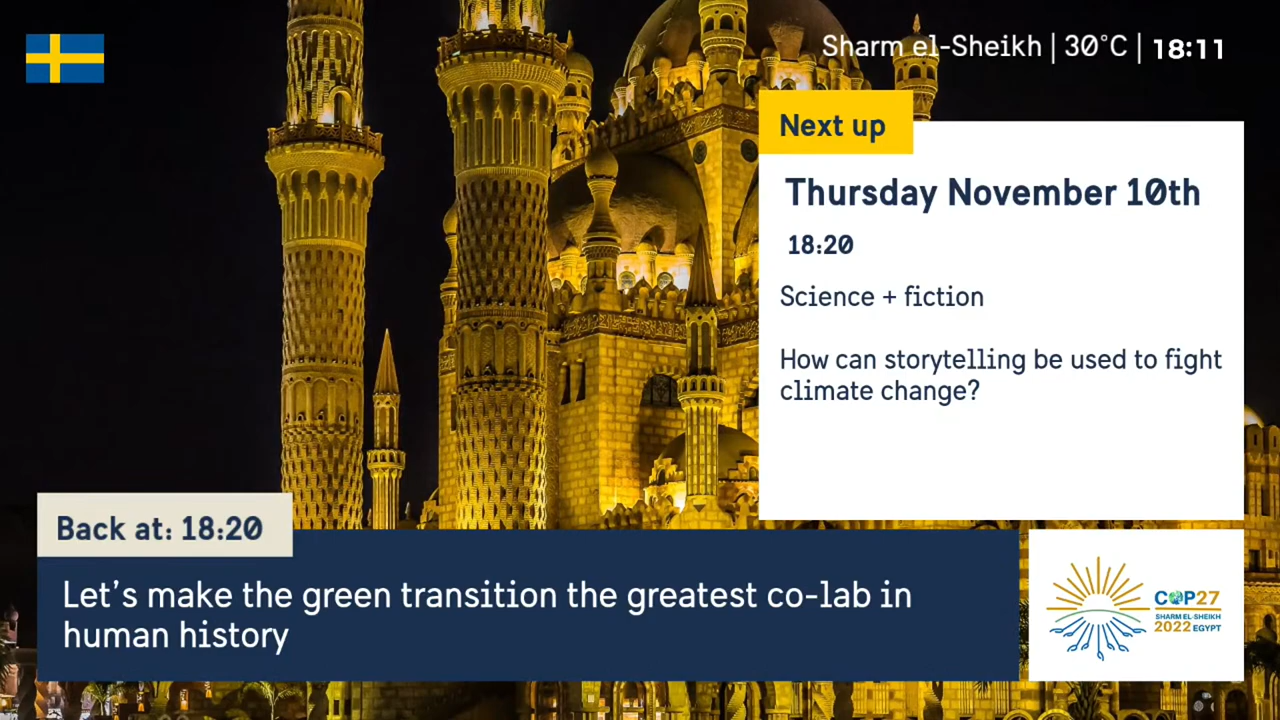 Sharm el-Sheikh | 30°C | 18:11
Next up
Thursday November 10th
18:20
Science + fiction
How can storytelling be used to fight
climate change?
Back at: 18:20
Let's make the green transition the greatest co-lab in
human history
COP27
SHARM EL-SHEIKH
2022 EGYPT